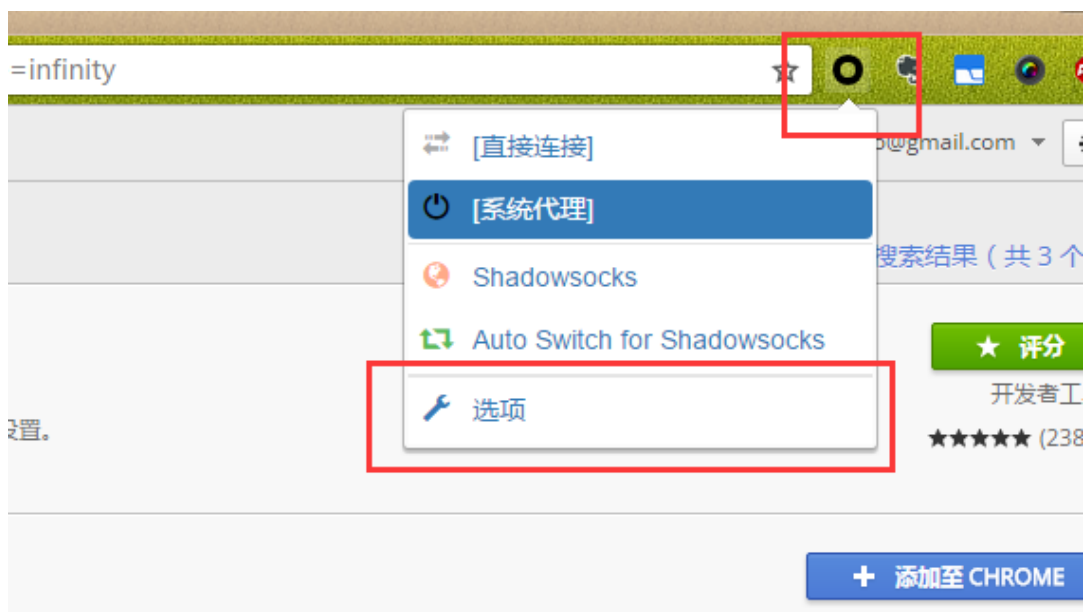 =infinity
[直接连接]
@gmail.com
[系统代理]
搜索结果 ( 共 3 个
Shadowsocks
Auto Switch for Shadowsocks
★ 评分
选项
开发者工
置。
★★★★★ (238
+ 添加至 CHROME